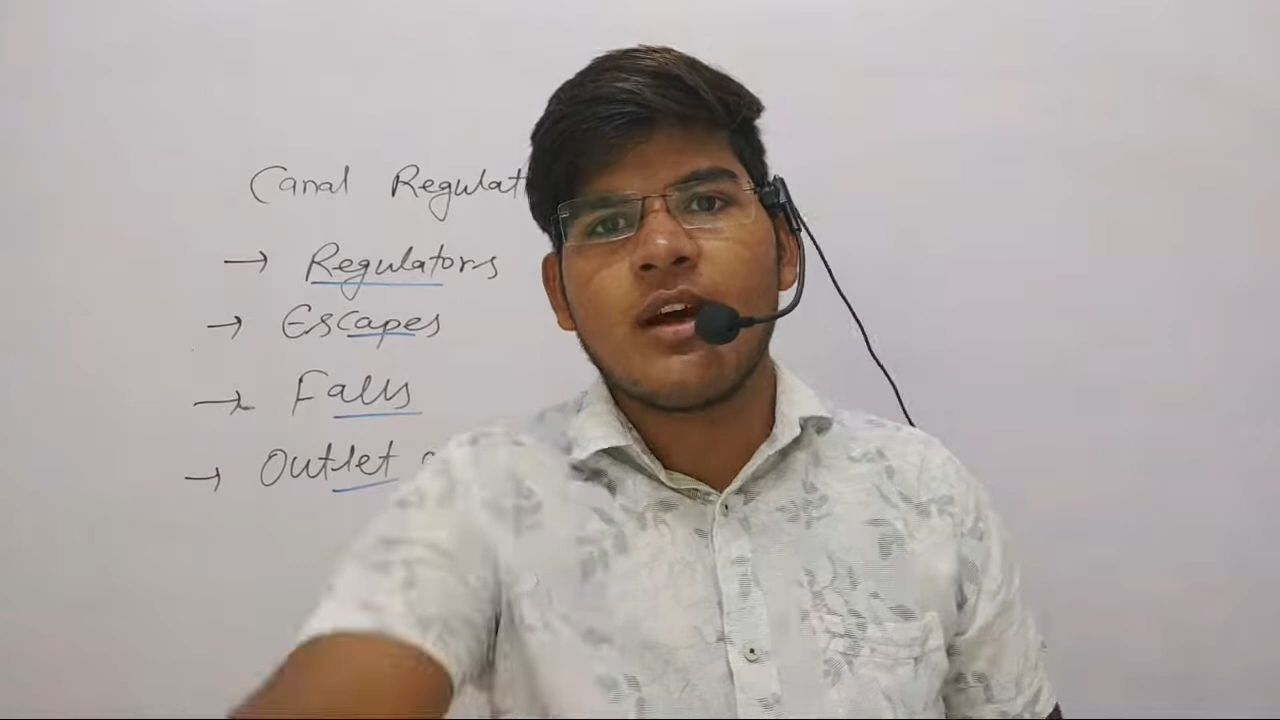 Canal Regulat
→ Regulators
→ Escapes
→ Falls
→ Outlet